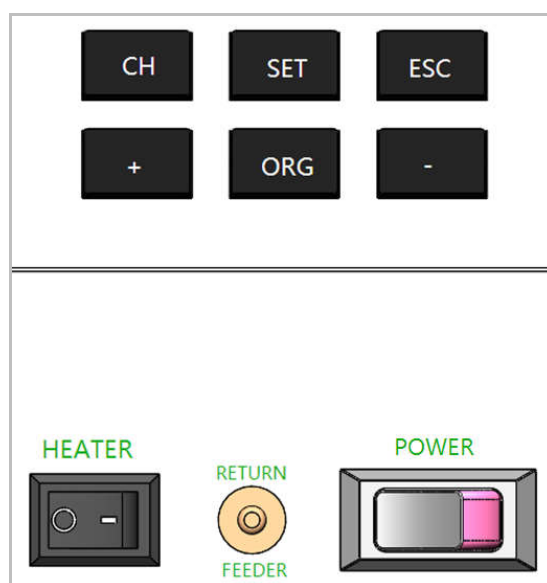 CH SET ESC
+ ORG -
HEATER POWER
RETURN
FEEDER